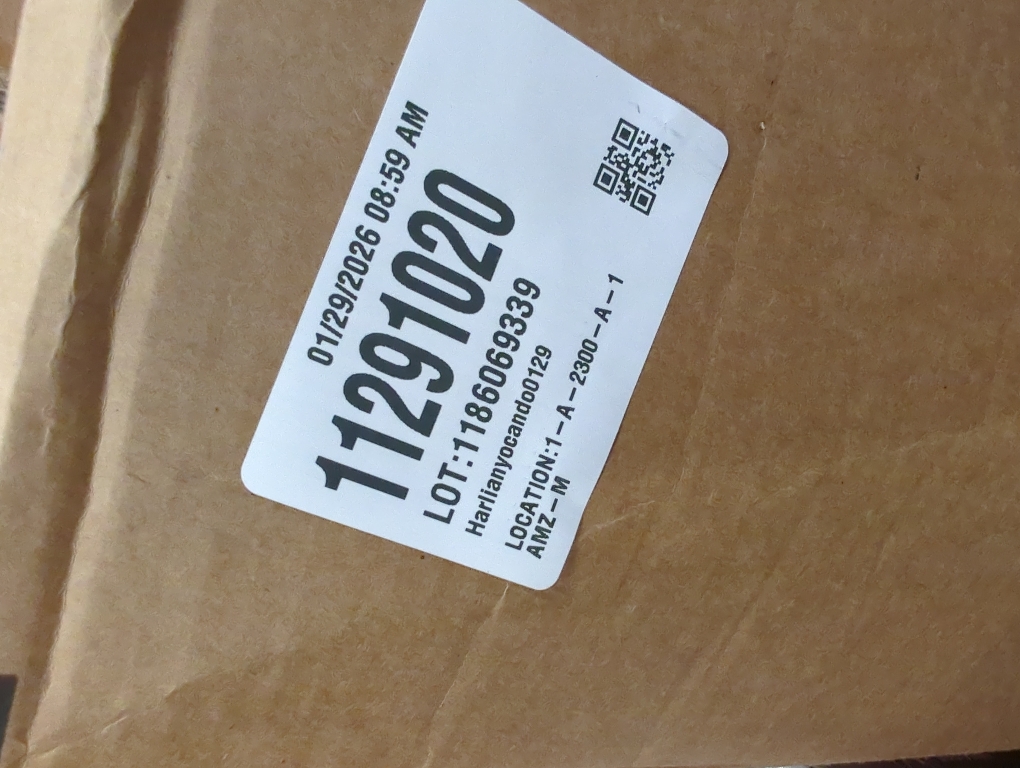 01/29/2026 08:59 AM
11291020
LOT:1186069339
Harlianyocando0129
LOCATION:1-A-2300-A-1
AMZ-M